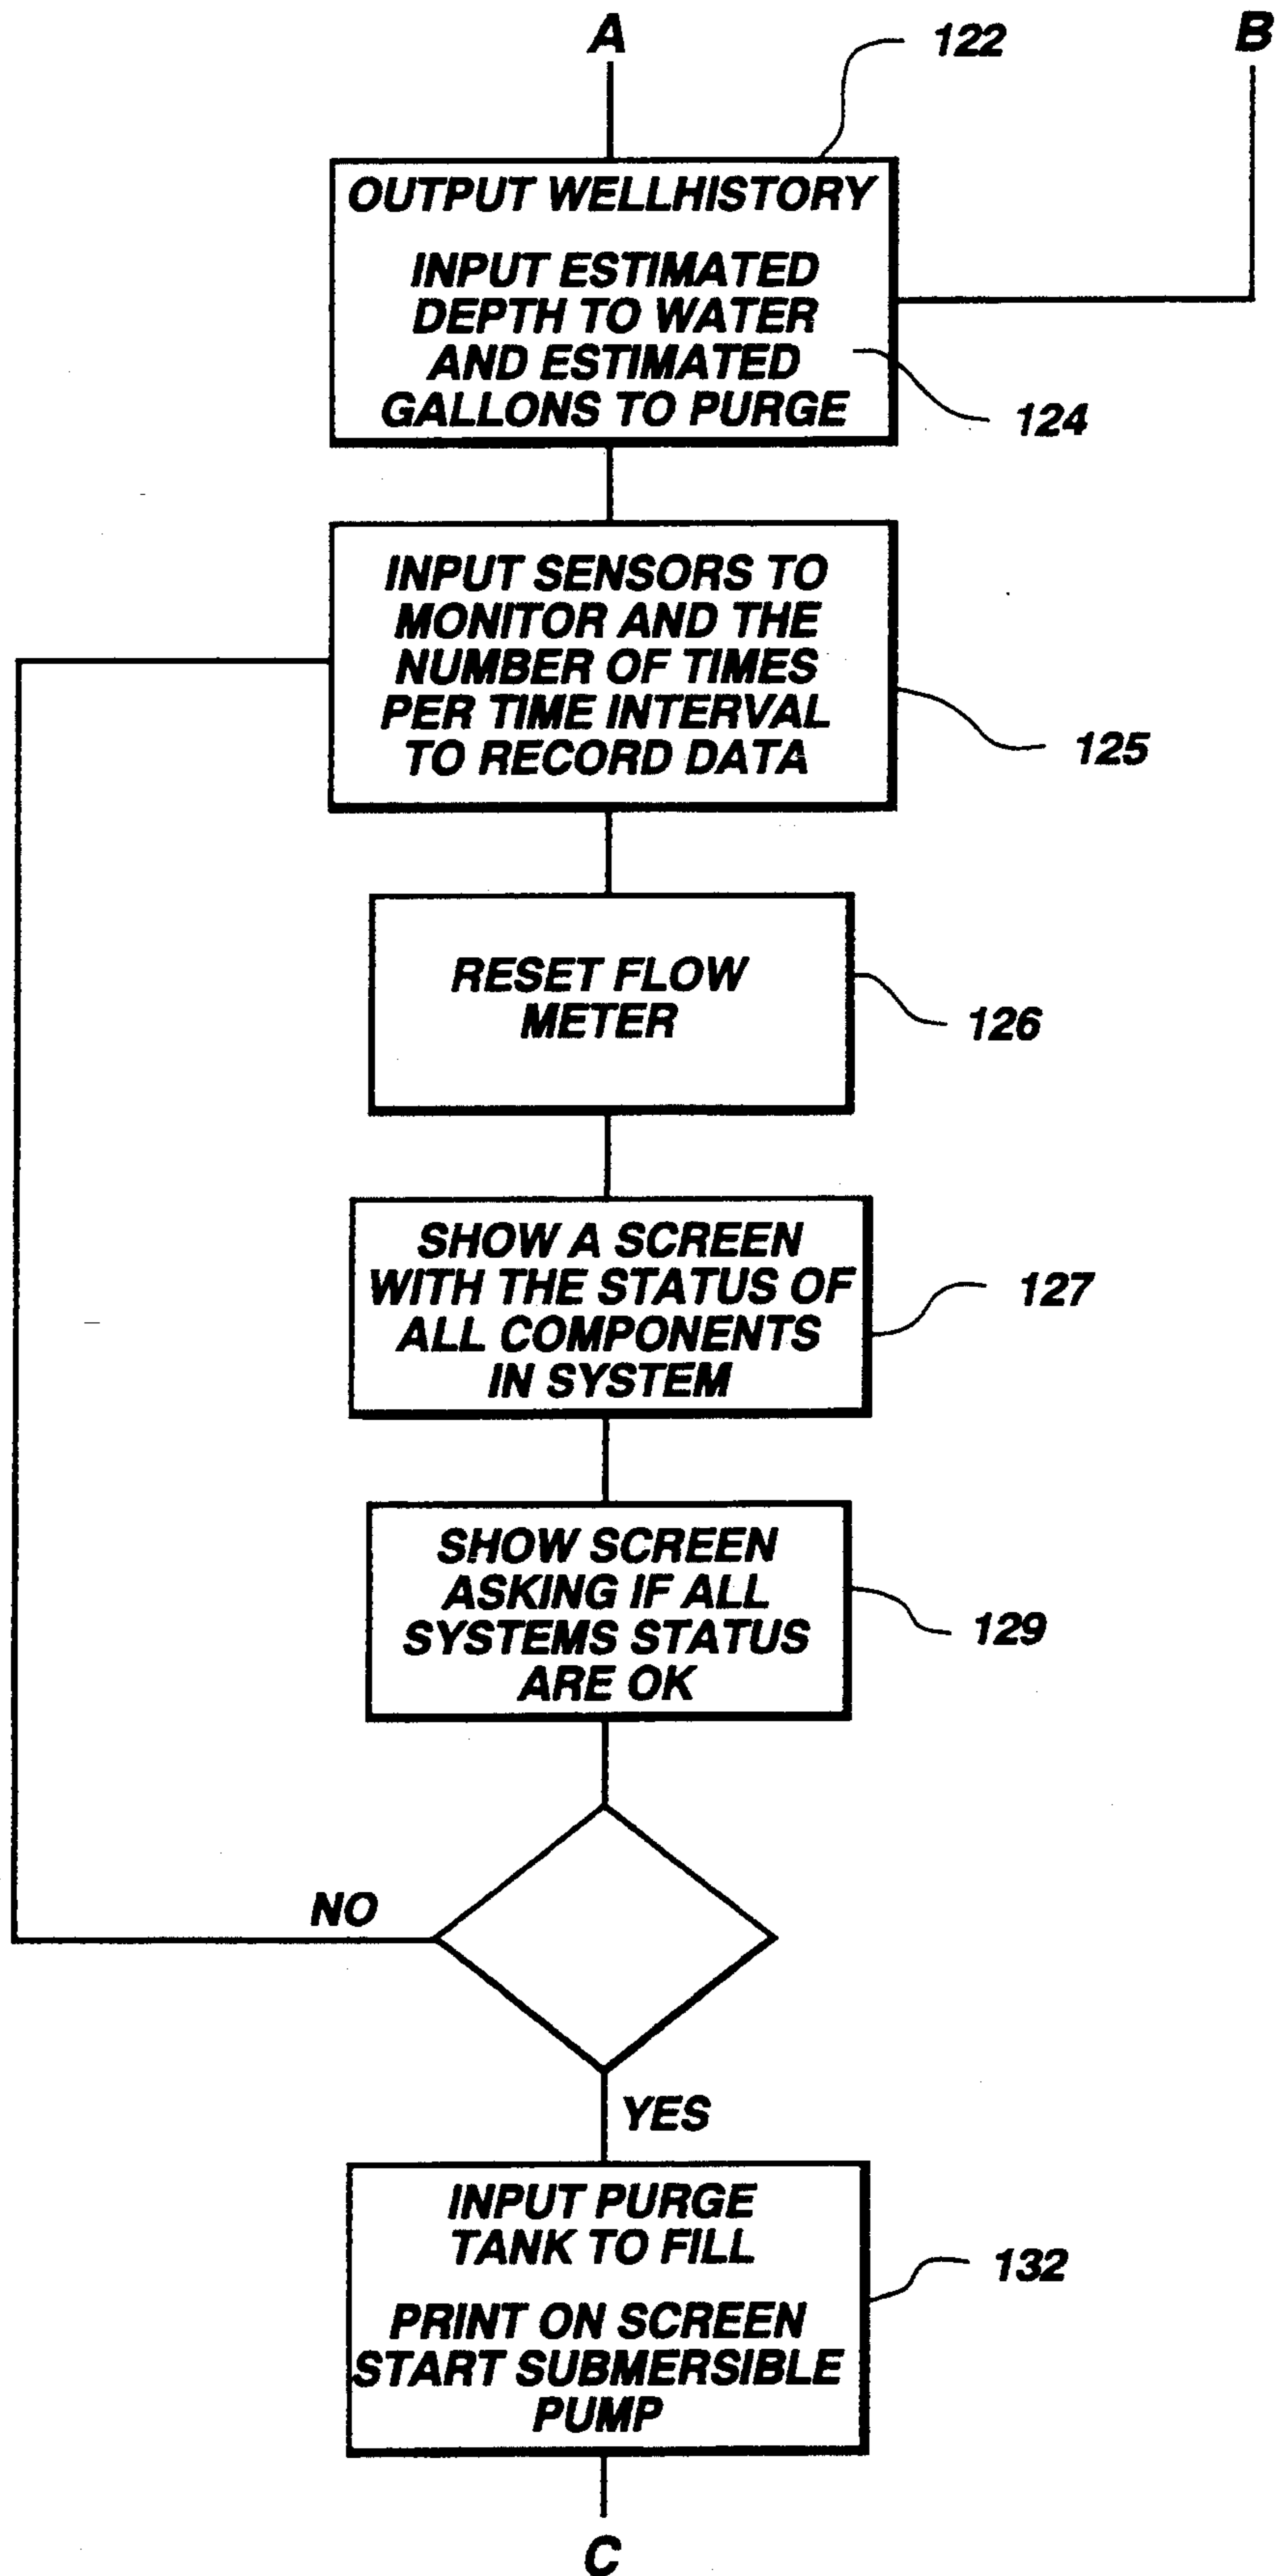 A
122
B
OUTPUT WELLHISTORY
INPUT ESTIMATED
DEPTH TO WATER
AND ESTIMATED
GALLONS TO PURGE
124
INPUT SENSORS TO
MONITOR AND THE
NUMBER OF TIMES
PER TIME INTERVAL
TO RECORD DATA
125
RESET FLOW
METER
126
SHOW A SCREEN
WITH THE STATUS OF
ALL COMPONENTS
IN SYSTEM
127
SHOW SCREEN
ASKING IF ALL
SYSTEMS STATUS
ARE OK
129
NO
YES
INPUT PURGE
TANK TO FILL
PRINT ON SCREEN
START SUBMERSIBLE
PUMP
132
C